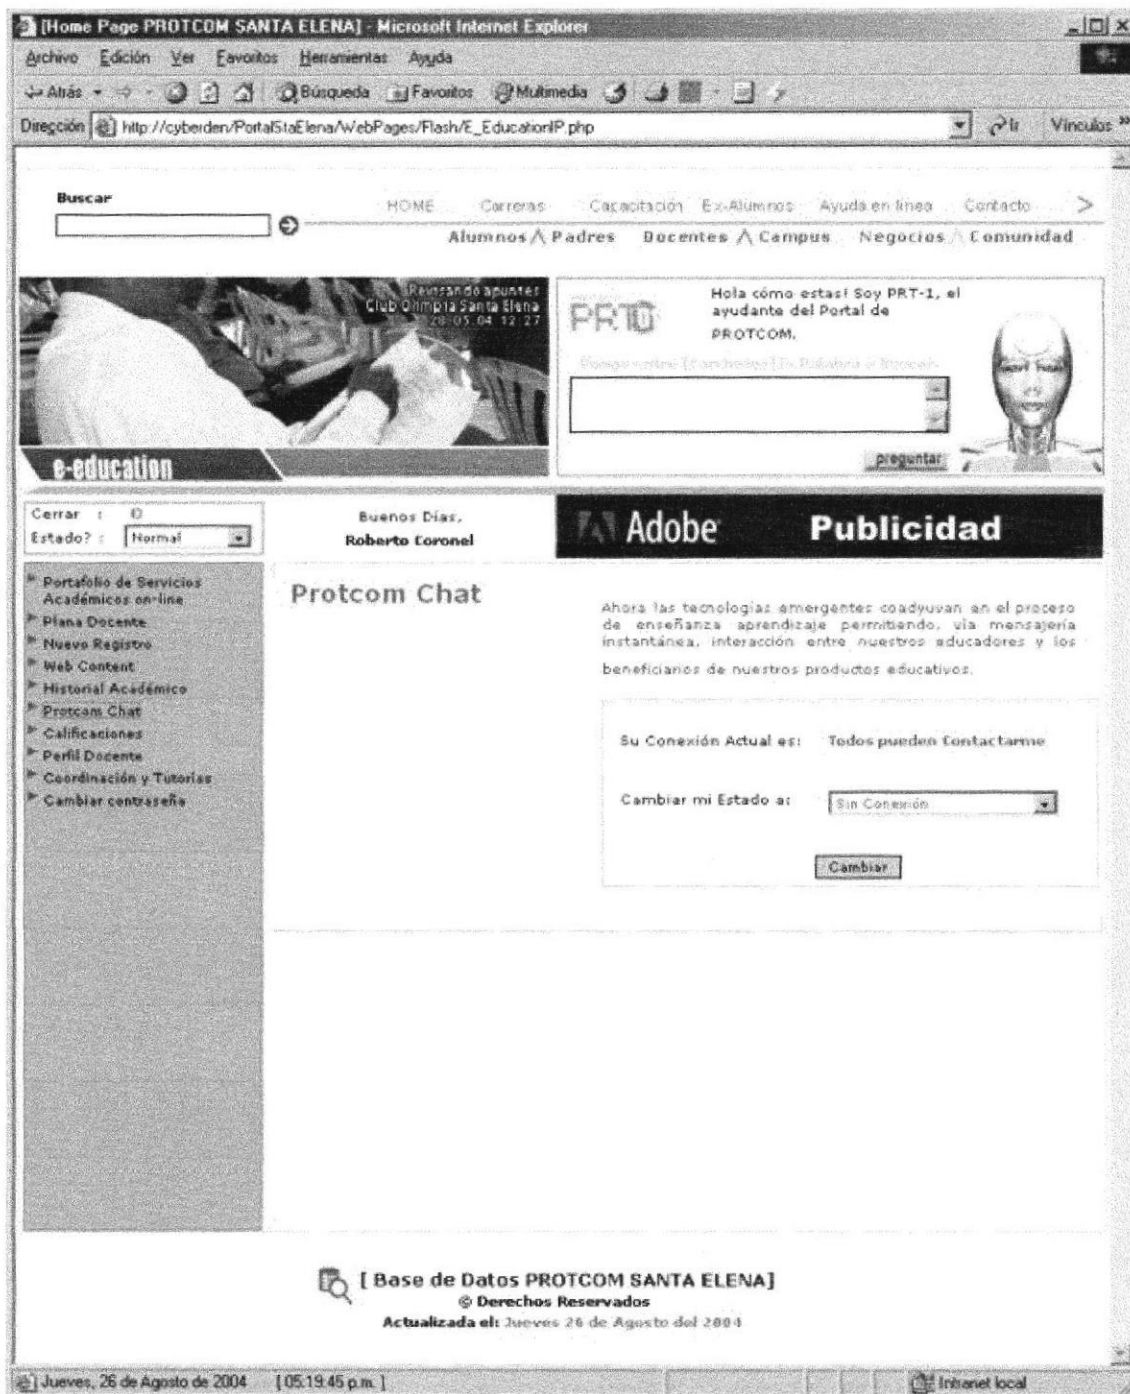 [Home Page PROTCOM SANTA ELENA] - Microsoft Internet Explorer
Archivo Edición Ver Favoritos Herramientas Ayuda
Atrás Búsqueda Favoritos Multimedia
Dirección http://cyberden/PortalStaElena/WebPages/Flash/E_EducationIP.php Ir Vínculos »
Buscar
HOME Carreras Capacitación Ex-Alumnos Ayuda en línea Contacto >
Alumnos Padres Docentes Campus Negocios Comunidad
Revisando apuntes
Club Olimpia Santa Elena
28.05.04 12:27
e-education
Hola cómo estas! Soy PRT-1, el
ayudante del Portal de
PROTCOM.
preguntar
Cerrar :
Estado? : Normal
Buenos Días,
Roberto Coronel
Adobe Publicidad
Portafolio de Servicios
Académicos on-line
Plana Docente
Nuevo Registro
Web Content
Historial Académico
Protcom Chat
Calificaciones
Perfil Docente
Coordinación y Tutorias
Cambiar contraseña
Protcom Chat
Ahora las tecnologías emergentes coadyuvan en el proceso
de enseñanza aprendizaje permitiendo, vía mensajería
instantánea, interacción entre nuestros educadores y los
beneficiarios de nuestros productos educativos.
Su Conexión Actual es: Todos pueden Contactarme
Cambiar mi Estado a: Sin Conexión
Cambiar
[ Base de Datos PROTCOM SANTA ELENA]
© Derechos Reservados
Actualizada el: Jueves 26 de Agosto del 2004
Jueves, 26 de Agosto de 2004 [ 05:19:45 p.m. ] Intranet local